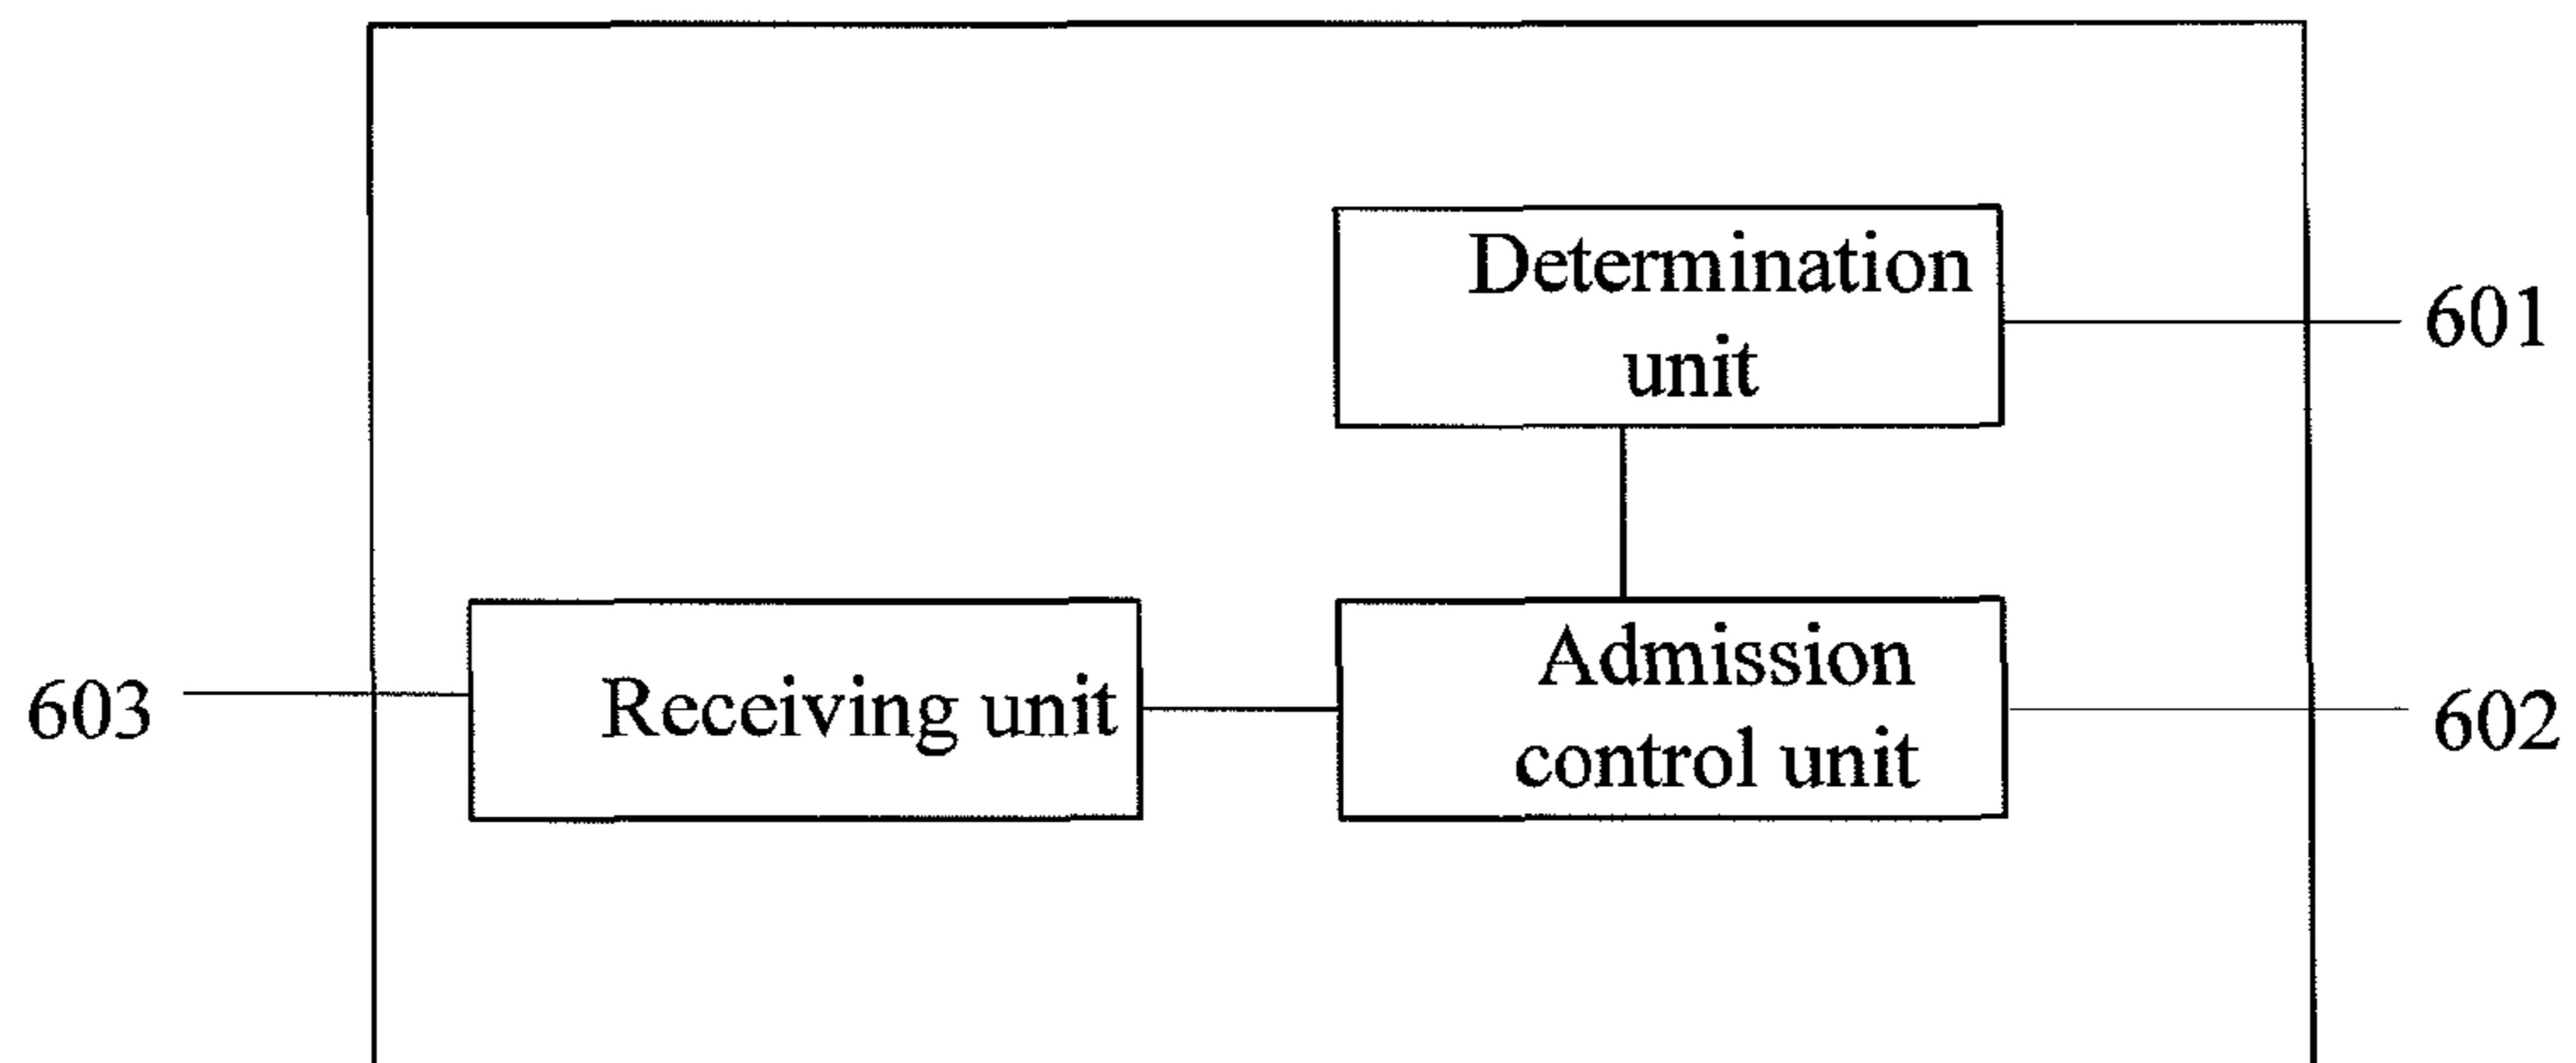 Determination
unit
601
Admission
control unit
602
Receiving unit
603